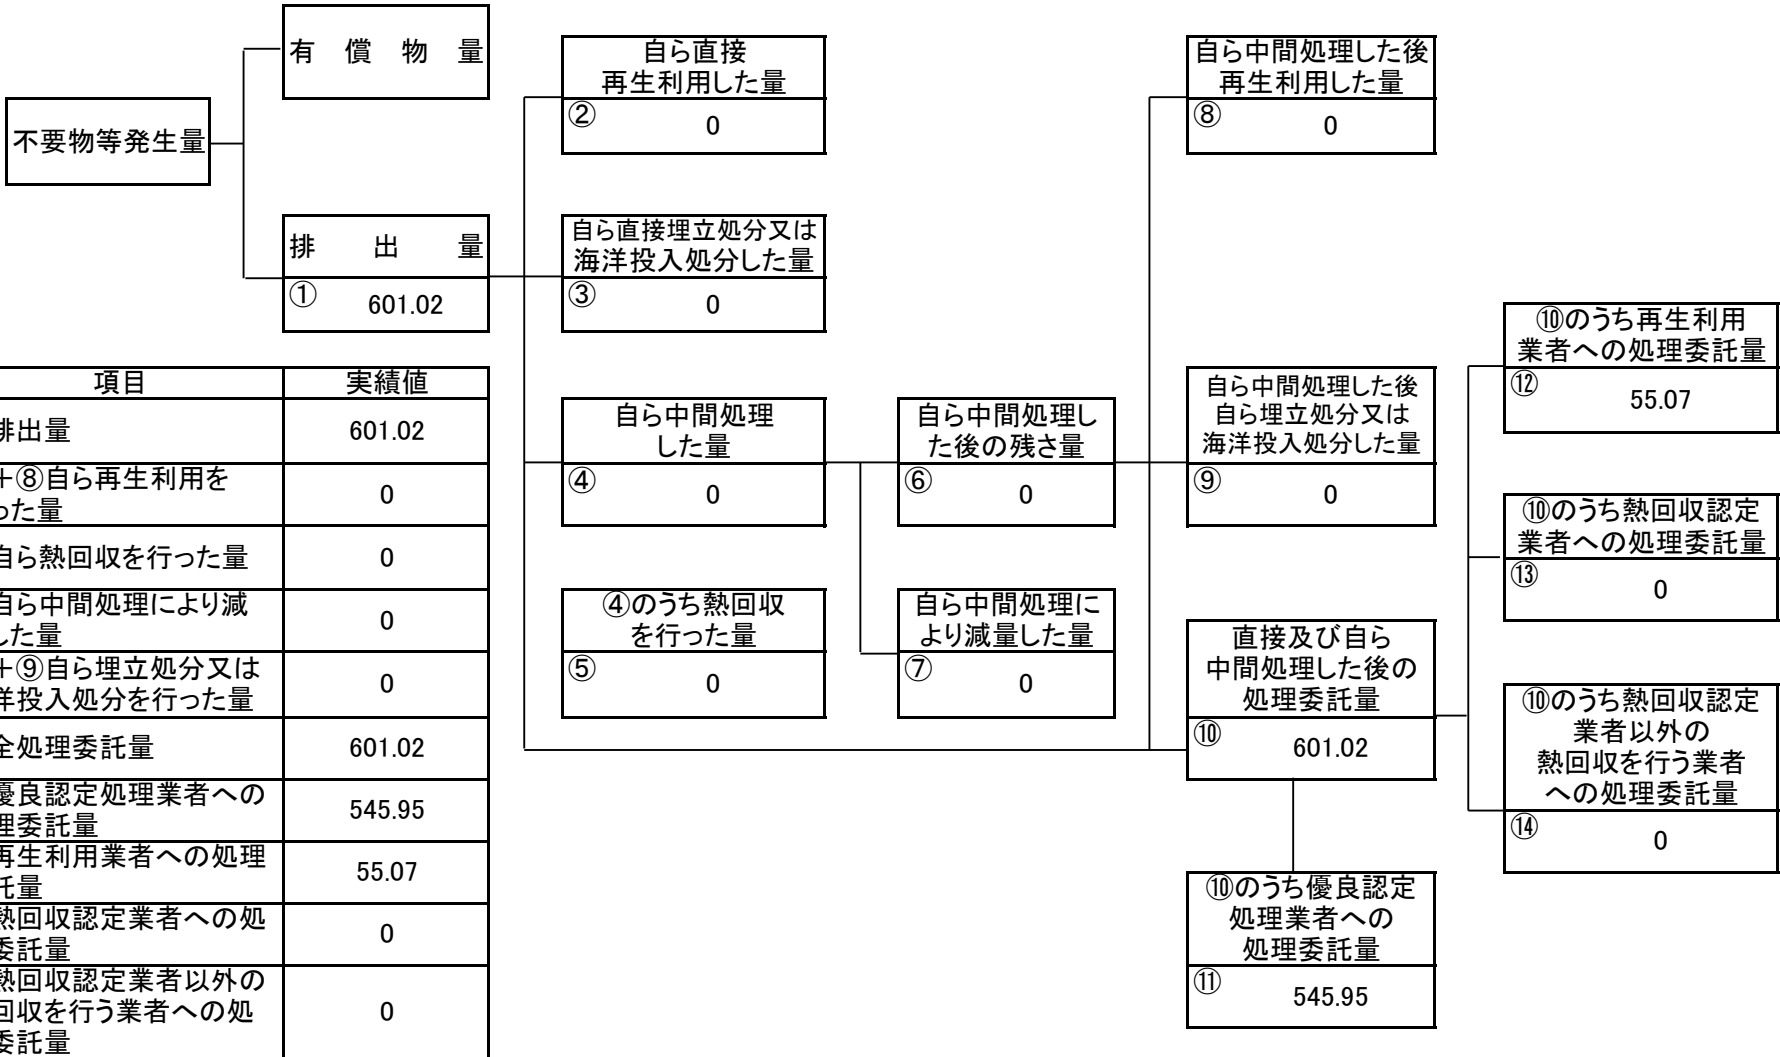 有償物量
不要物等発生量
排出量
① 601.02
自ら直接
再生利用した量
② 0
自ら直接埋立処分又は
海洋投入処分した量
③ 0
自ら中間処理
した量
④ 0
④のうち熱回収
を行った量
⑤ 0
自ら中間処理し
た後の残さ量
⑥ 0
自ら中間処理に
より減量した量
⑦ 0
自ら中間処理した後
再生利用した量
⑧ 0
自ら中間処理した後
自ら埋立処分又は
海洋投入処分した量
⑨ 0
直接及び自ら
中間処理した後の
処理委託量
⑩ 601.02
⑩のうち優良認定
処理業者への
処理委託量
⑪ 545.95
⑩のうち再生利用
業者への処理委託量
⑫ 55.07
⑩のうち熱回収認定
業者への処理委託量
⑬ 0
⑩のうち熱回収認定
業者以外の
熱回収を行う業者
への処理委託量
⑭ 0
項目 実績値
排出量 601.02
+⑧自ら再生利用を
った量 0
自ら熱回収を行った量 0
自ら中間処理により減
した量 0
+⑨自ら埋立処分又は
洋投入処分を行った量 0
全処理委託量 601.02
優良認定処理業者への
理委託量 545.95
再生利用業者への処理
託量 55.07
熱回収認定業者への処
委託量 0
熱回収認定業者以外の
回収を行う業者への処
委託量 0